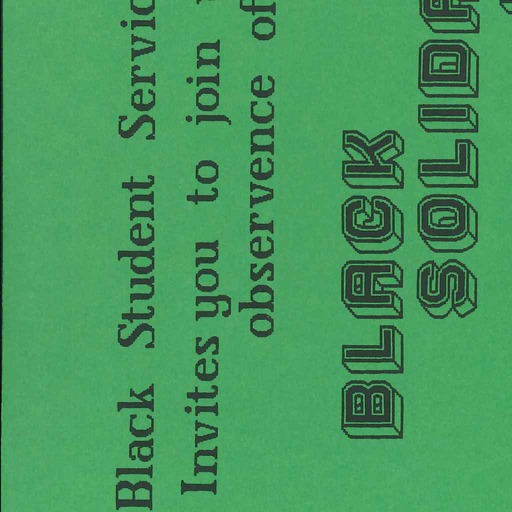 Black Student Servic
Invites you to join
observence of
BLACK
SOLIDA